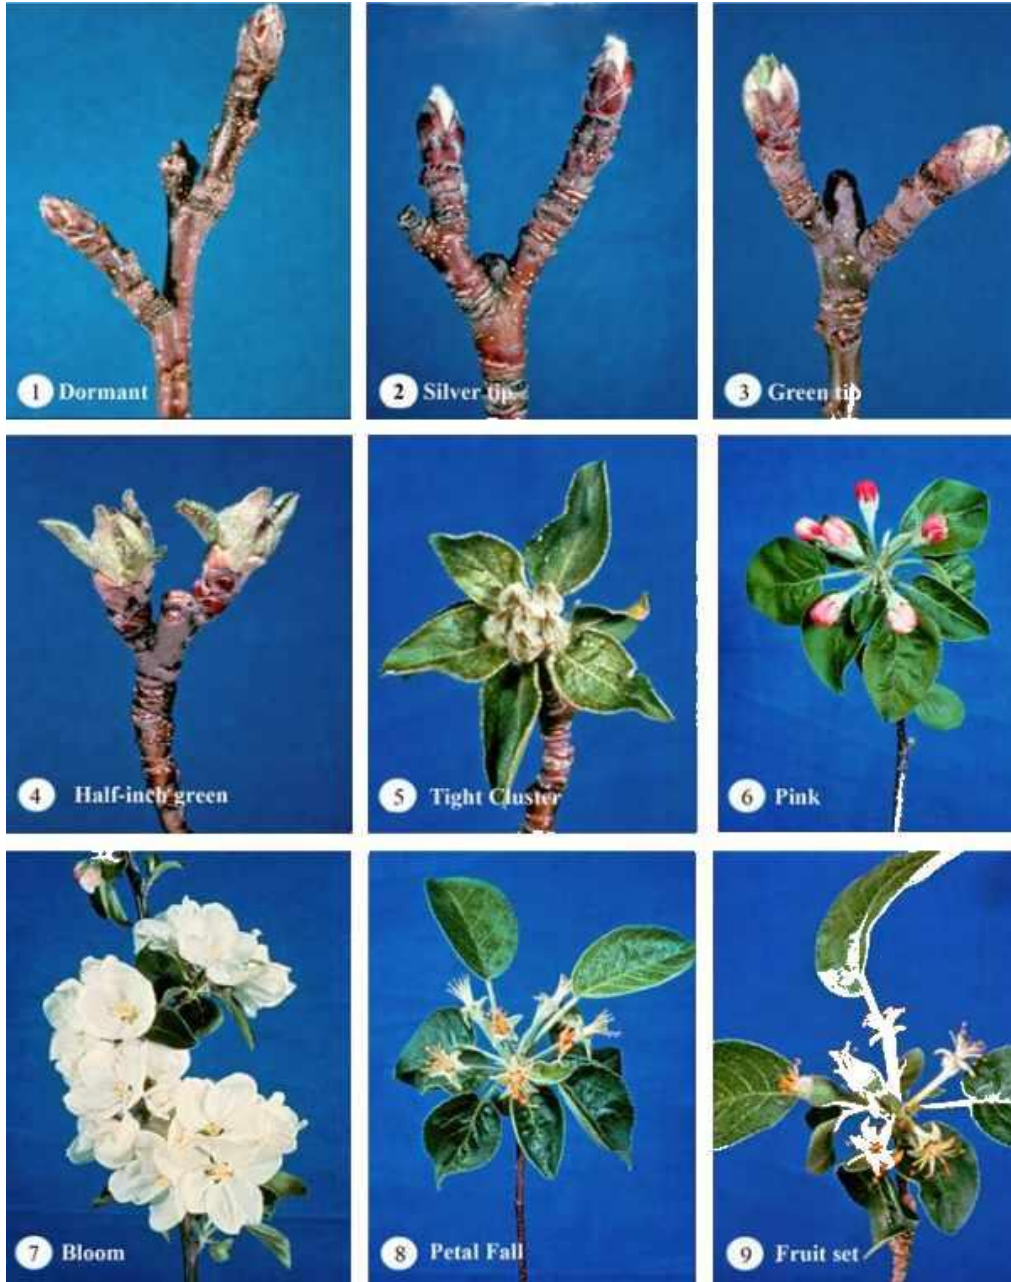 1 Dormant
2 Silver tip
3 Green tip
4 Half-inch green
5 Tight Cluster
6 Pink
7 Bloom
8 Petal Fall
9 Fruit set